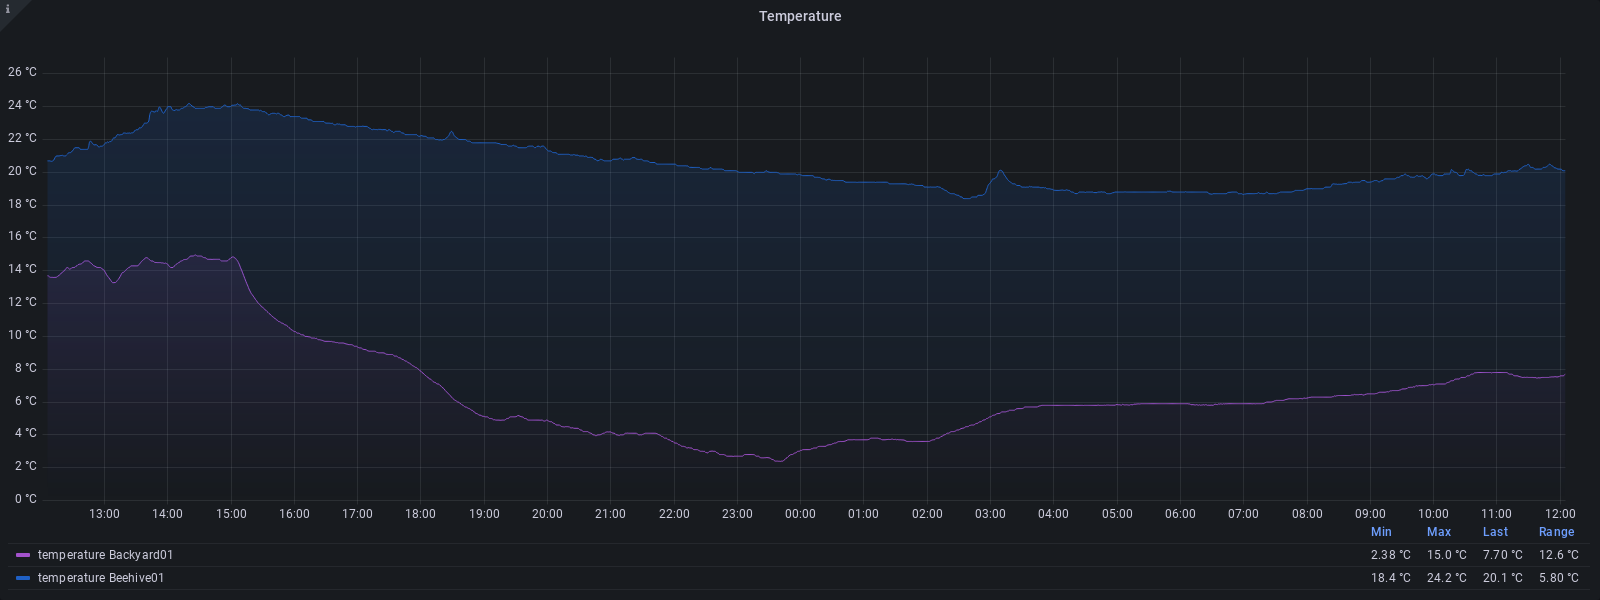 i
Temperature
26 °C
24 °C
22 °C
20 °C
18 °C
16 °C
14 °C
12 °C
10 °C
8 °C
6 °C
4 °C
2 °C
0 °C
13:00 14:00 15:00 16:00 17:00 18:00 19:00 20:00 21:00 22:00 23:00 00:00 01:00 02:00 03:00 04:00 05:00 06:00 07:00 08:00 09:00 10:00 11:00 12:00
Min Max Last Range
temperature Backyard01 2.38 °C 15.0 °C 7.70 °C 12.6 °C
temperature Beehive01 18.4 °C 24.2 °C 20.1 °C 5.80 °C